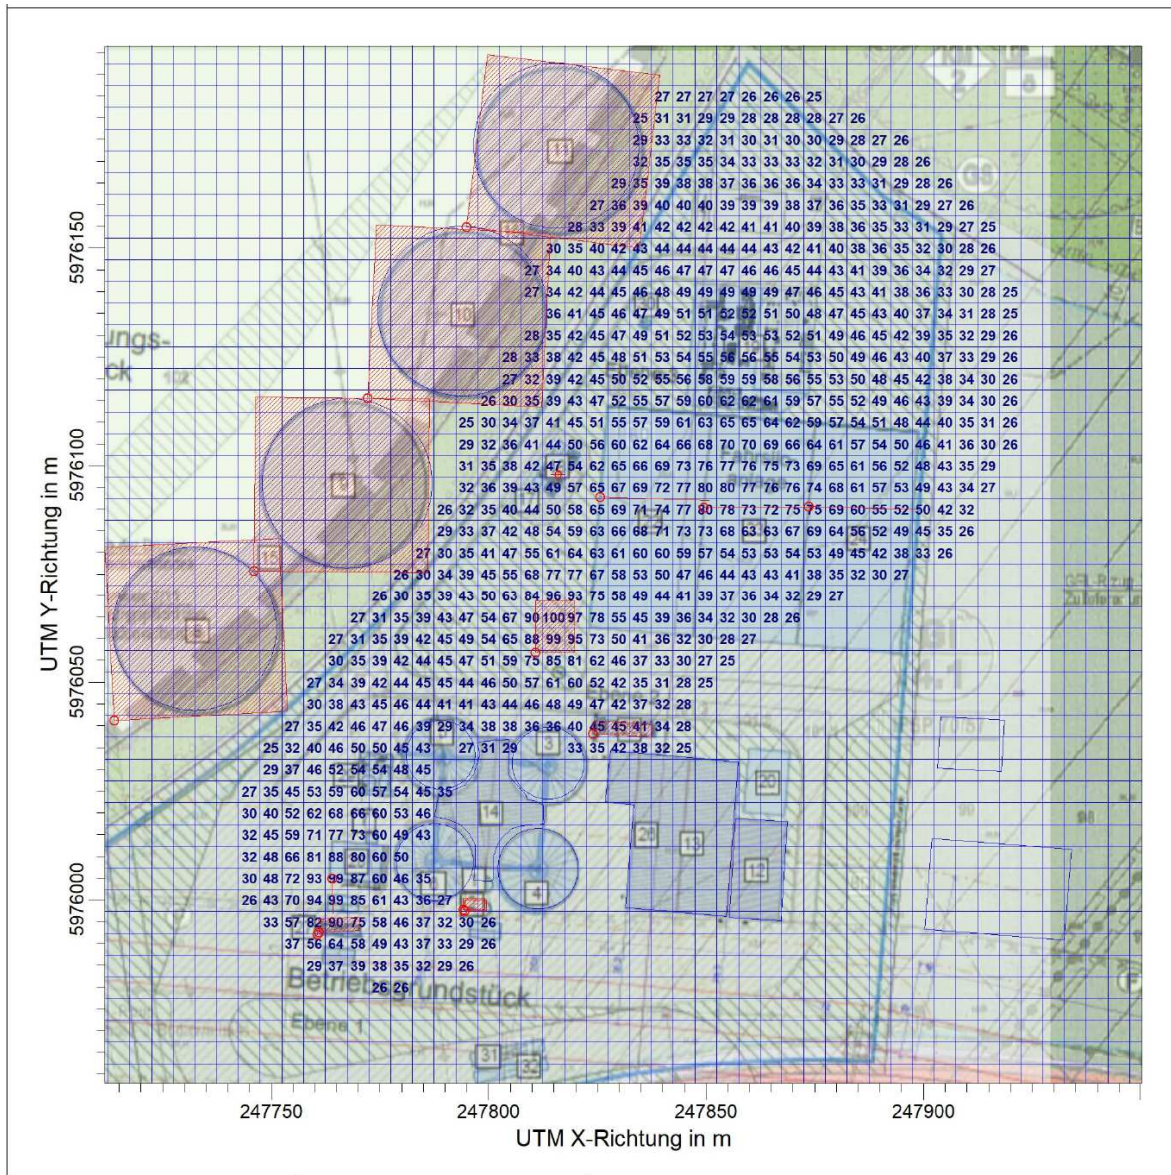 27 27 27 27 26 26 26 25
25 31 31 29 29 28 28 28 28 27 26
29 33 33 32 31 30 31 30 30 29 28 27 26
32 35 35 35 34 33 33 33 32 31 30 29 28 26
11
29 35 39 38 38 37 36 36 36 34 33 33 31 29 28 26
27 36 39 40 40 40 39 39 39 38 37 36 35 33 31 29 27 26
28 33 39 41 42 42 42 42 41 41 40 39 38 36 35 33 31 29 27 25
30 35 40 42 43 44 44 44 44 44 43 42 41 40 38 36 35 32 30 28 26
27 34 40 43 44 45 46 47 47 47 46 46 45 44 43 41 39 36 34 32 29 27
27 34 42 44 45 46 48 49 49 49 49 49 47 46 45 43 41 38 36 33 30 28 25
10
36 41 45 46 47 49 51 51 52 52 51 50 48 47 45 43 40 37 34 31 28 25
28 35 42 45 47 49 51 52 53 54 53 53 52 51 49 46 45 42 39 35 32 29 26
28 33 38 42 45 48 51 53 54 55 56 56 55 54 53 50 49 46 43 40 37 33 29 26
ungs-
ck
102
27 32 39 42 45 50 52 55 56 58 59 59 58 56 55 53 50 48 45 42 38 34 30 26
26 30 35 39 43 47 52 55 57 59 60 62 62 61 59 57 55 52 49 46 43 39 34 30 26
25 30 34 37 41 45 51 55 57 59 61 63 65 65 64 62 59 57 54 51 48 44 40 35 31 26
29 32 36 41 44 50 56 60 62 64 66 68 70 70 69 66 64 61 57 54 50 46 41 36 30 26
31 35 38 42 47 54 62 65 66 69 73 76 77 76 75 73 69 65 61 56 52 48 43 35 29
32 36 39 43 49 57 65 67 69 72 77 80 80 77 76 76 74 68 61 57 53 49 43 34 27
26 32 35 40 44 50 58 65 69 71 74 77 80 78 73 72 75 75 69 60 55 52 50 42 32
29 33 37 42 48 54 59 63 66 68 71 73 73 68 63 63 67 69 64 56 52 49 45 35 26
27 30 35 41 47 55 61 64 63 61 60 60 59 57 54 53 53 54 53 49 45 42 38 33 26
15
26 30 34 39 45 55 68 77 77 67 58 53 50 47 46 44 43 43 41 38 35 32 30 27
26 30 35 39 43 50 63 84 96 93 75 58 49 44 41 39 37 36 34 32 29 27
27 31 35 39 43 47 54 67 90 100 97 78 55 45 39 36 34 32 30 28 26
27 31 35 39 42 45 49 54 65 88 99 95 73 50 41 36 32 30 28 27
30 35 39 42 44 45 47 51 59 75 85 81 62 46 37 33 30 27 25
27 34 39 42 44 45 45 44 46 50 57 61 60 52 42 35 31 28 25
30 38 43 45 46 44 41 41 43 44 46 48 49 47 42 37 32 28
27 35 42 46 47 46 39 29 34 38 38 36 36 40 45 45 41 34 28
25 32 40 46 50 50 45 43 27 31 29 33 35 42 38 32 25
3
29 37 46 52 54 54 48 45
20
27 35 45 53 59 60 57 54 45 35
30 40 52 62 68 66 60 53 46
14
98
32 45 59 71 77 73 60 49 43
13
32 48 66 81 88 80 60 50
12
30 48 72 93 99 87 60 46 35
4
26 43 70 94 99 85 61 43 36 27
33 57 82 90 75 58 46 37 32 30 26
37 56 64 58 49 43 37 33 29 26
29 37 39 38 35 32 29 26
26 26
Betriebsgrundstück
Ebene 1
31
32
5976150
5976100
5976050
5976000
UTM Y-Richtung in m
247750 247800 247850 247900
UTM X-Richtung in m